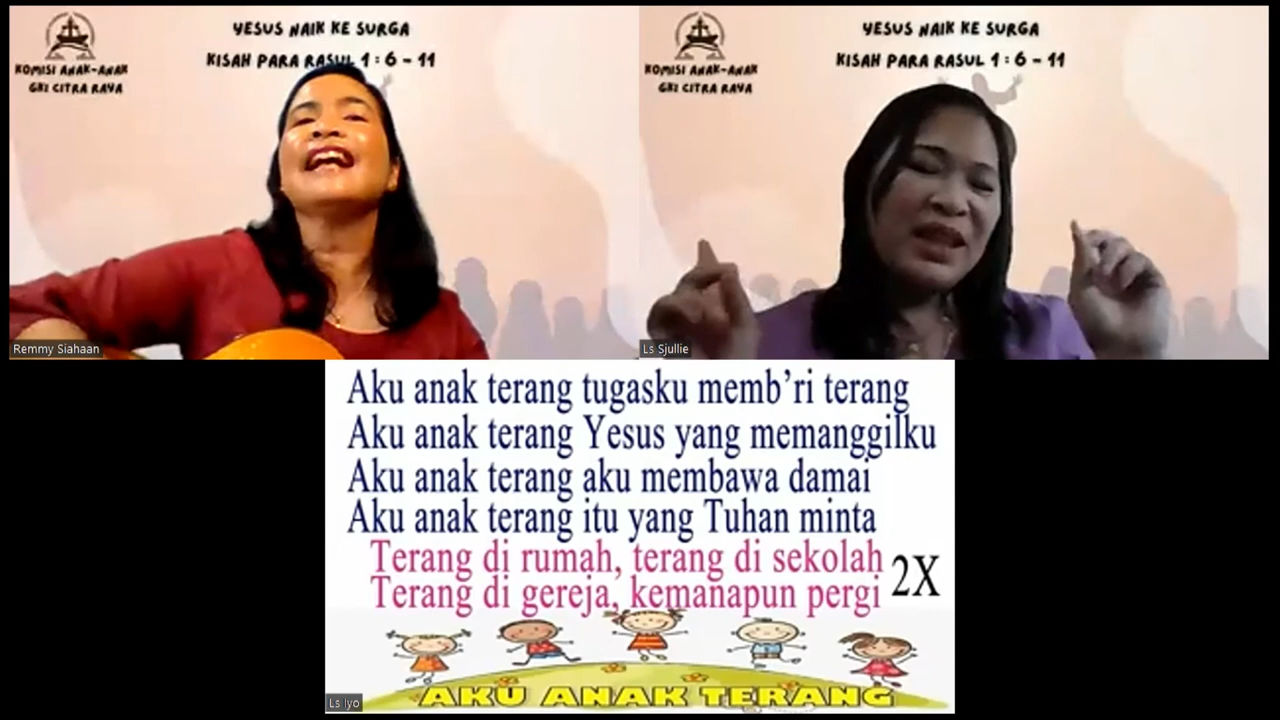 YESUS NAIK KE SURGA
KISAH PARA RASUL 1 : 6 - 11
KOMISI ANAK-ANAK
GKI CITRA RAYA
Remmy Siahaan
YESUS NAIK KE SURGA
KISAH PARA RASUL 1 : 6 - 11
KOMISI ANAK-ANAK
GKI CITRA RAYA
Ls Sjullie
Aku anak terang tugasku memb’ri terang
Aku anak terang Yesus yang memanggilku
Aku anak terang aku membawa damai
Aku anak terang itu yang Tuhan minta
Terang di rumah, terang di sekolah
Terang di gereja, kemanapun pergi
2X
AKU ANAK TERANG
Ls Iyo